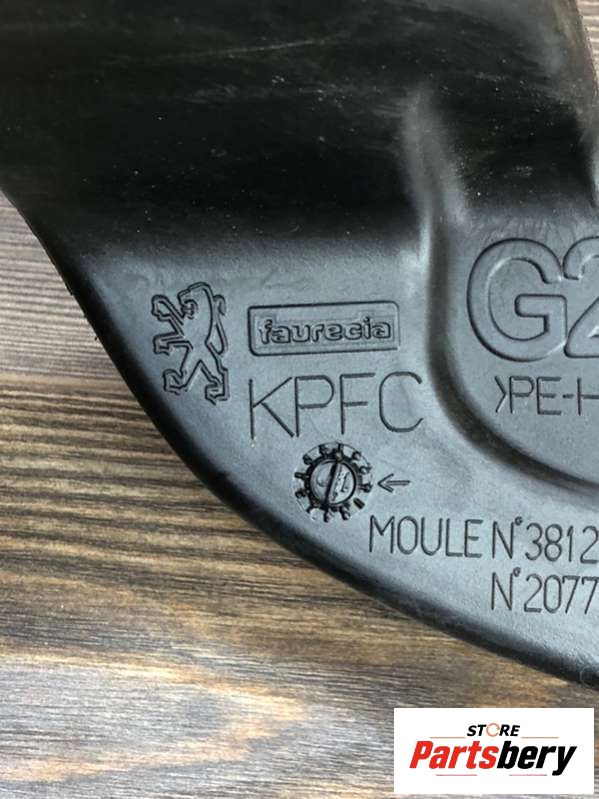 G2
faurecia
KPFC
>PE-H
MOULE N°3812
N°2077
STORE
Partsbery